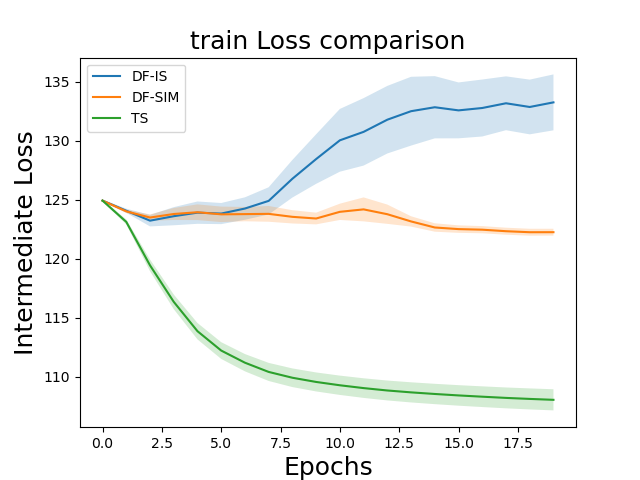 train Loss comparison
DF-IS
DF-SIM
TS
Intermediate Loss
135
130
125
120
115
110
0.0 2.5 5.0 7.5 10.0 12.5 15.0 17.5
Epochs